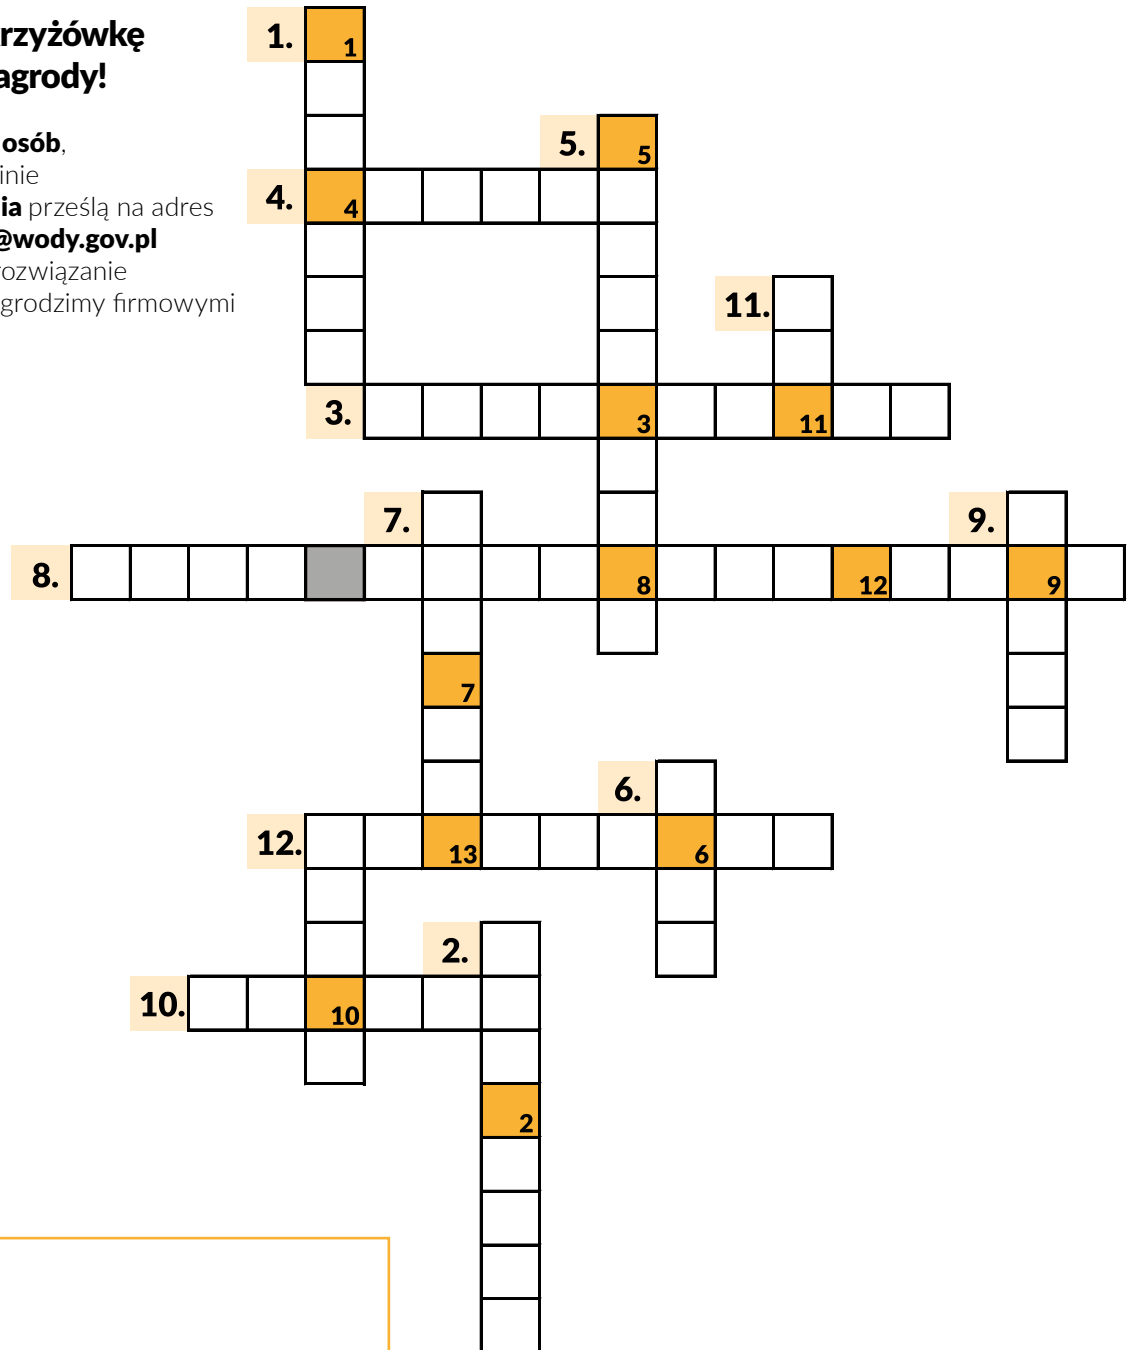 rzyżówkę
agrody!
osób,
inie
ia prześlą na adres
@wody.gov.pl
rozwiązanie
grodzimy firmowymi
1. 1
5. 5
4. 4
11.
3. 3 11
7.
9.
8. 8 12 9
7
6.
12. 13 6
2.
10. 10
2